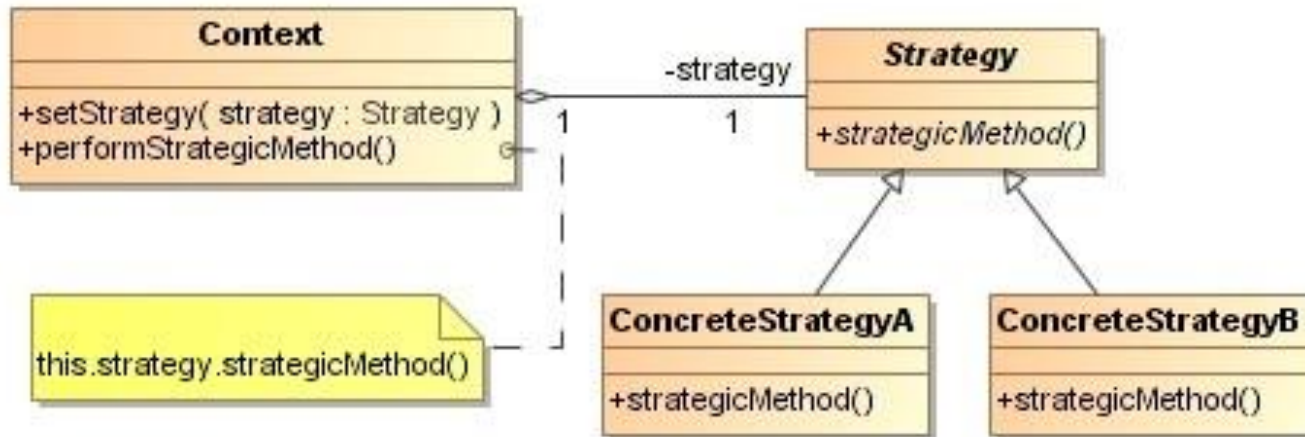 Context
+setStrategy( strategy : Strategy )
+performStrategicMethod()
-strategy
1
1
Strategy
+strategicMethod()
this.strategy.strategicMethod()
ConcreteStrategyA
+strategicMethod()
ConcreteStrategyB
+strategicMethod()